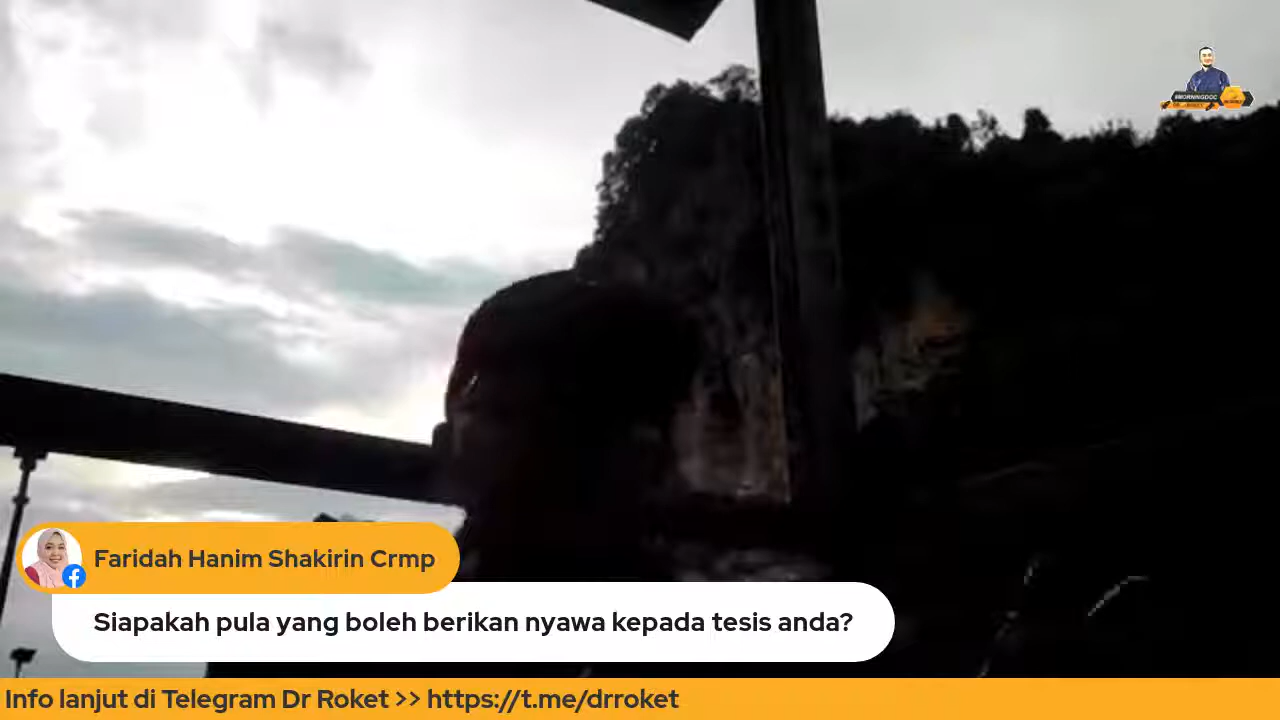 #MORNINGDOC
Faridah Hanim Shakirin Crmp
Siapakah pula yang boleh berikan nyawa kepada tesis anda?
Info lanjut di Telegram Dr Roket >> https://t.me/drroket